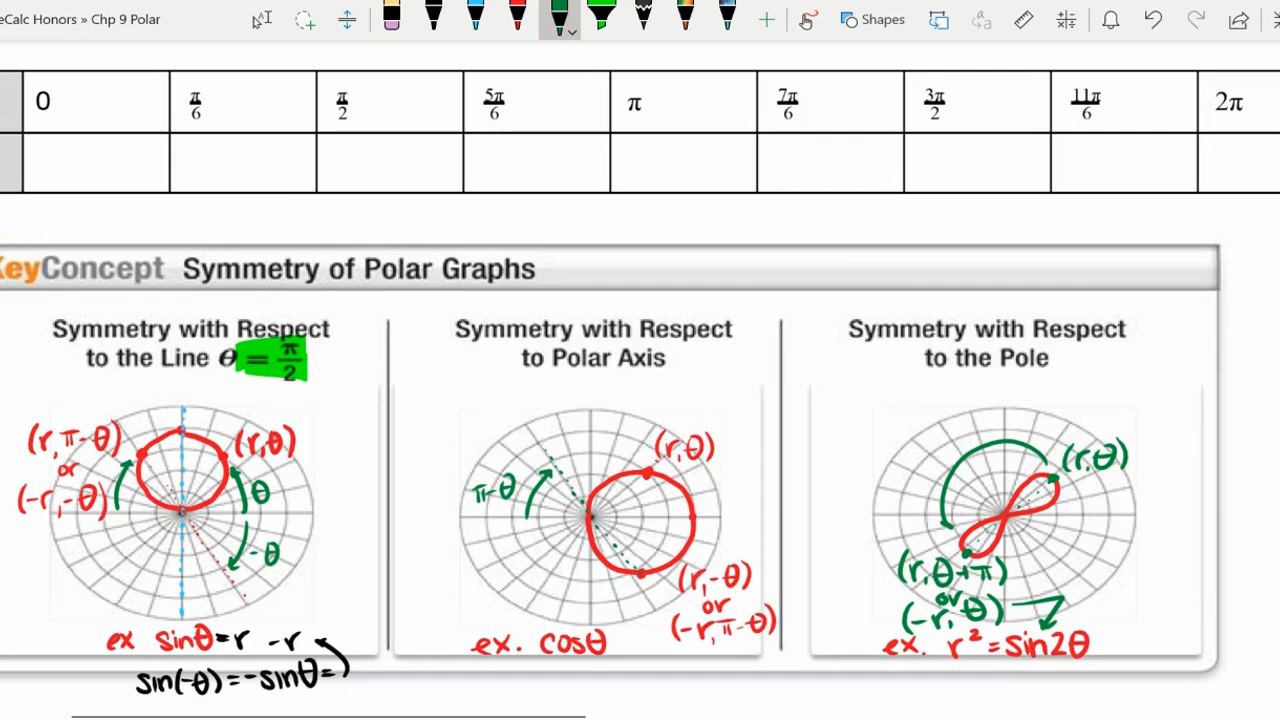 eCalc Honors » Chp 9 Polar
Shapes
0 π/6 π/2 5π/6 π 7π/6 3π/2 11π/6 2π
KeyConcept Symmetry of Polar Graphs
Symmetry with Respect
to the Line θ = π/2
(r, π-θ)
or
(-r, -θ)
(r, θ)
θ
-θ
ex sinθ = r -r
sin(-θ) = -sinθ =
Symmetry with Respect
to Polar Axis
(r, θ)
π-θ
(r, -θ)
or
(-r, π-θ)
ex. cosθ
Symmetry with Respect
to the Pole
(r, θ)
(r, θ+π)
or
(-r, θ)
ex. r² = sin2θ